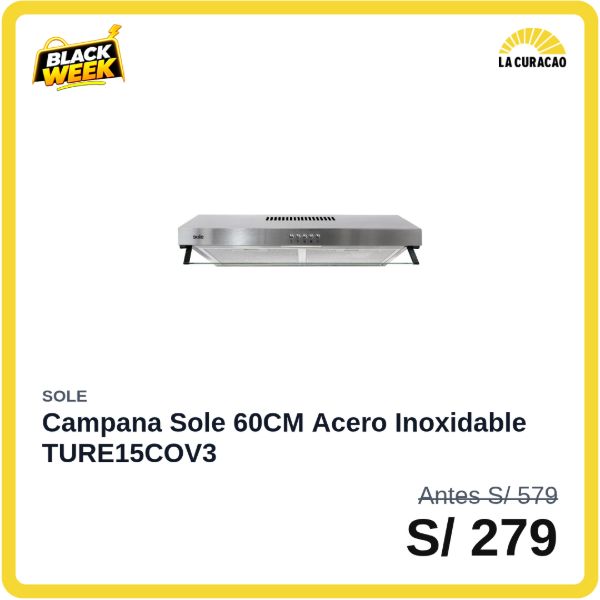 BLACK
WEEK
LA CURACAO
sole
SOLE
Campana Sole 60CM Acero Inoxidable
TURE15COV3
Antes S/ 579
S/ 279